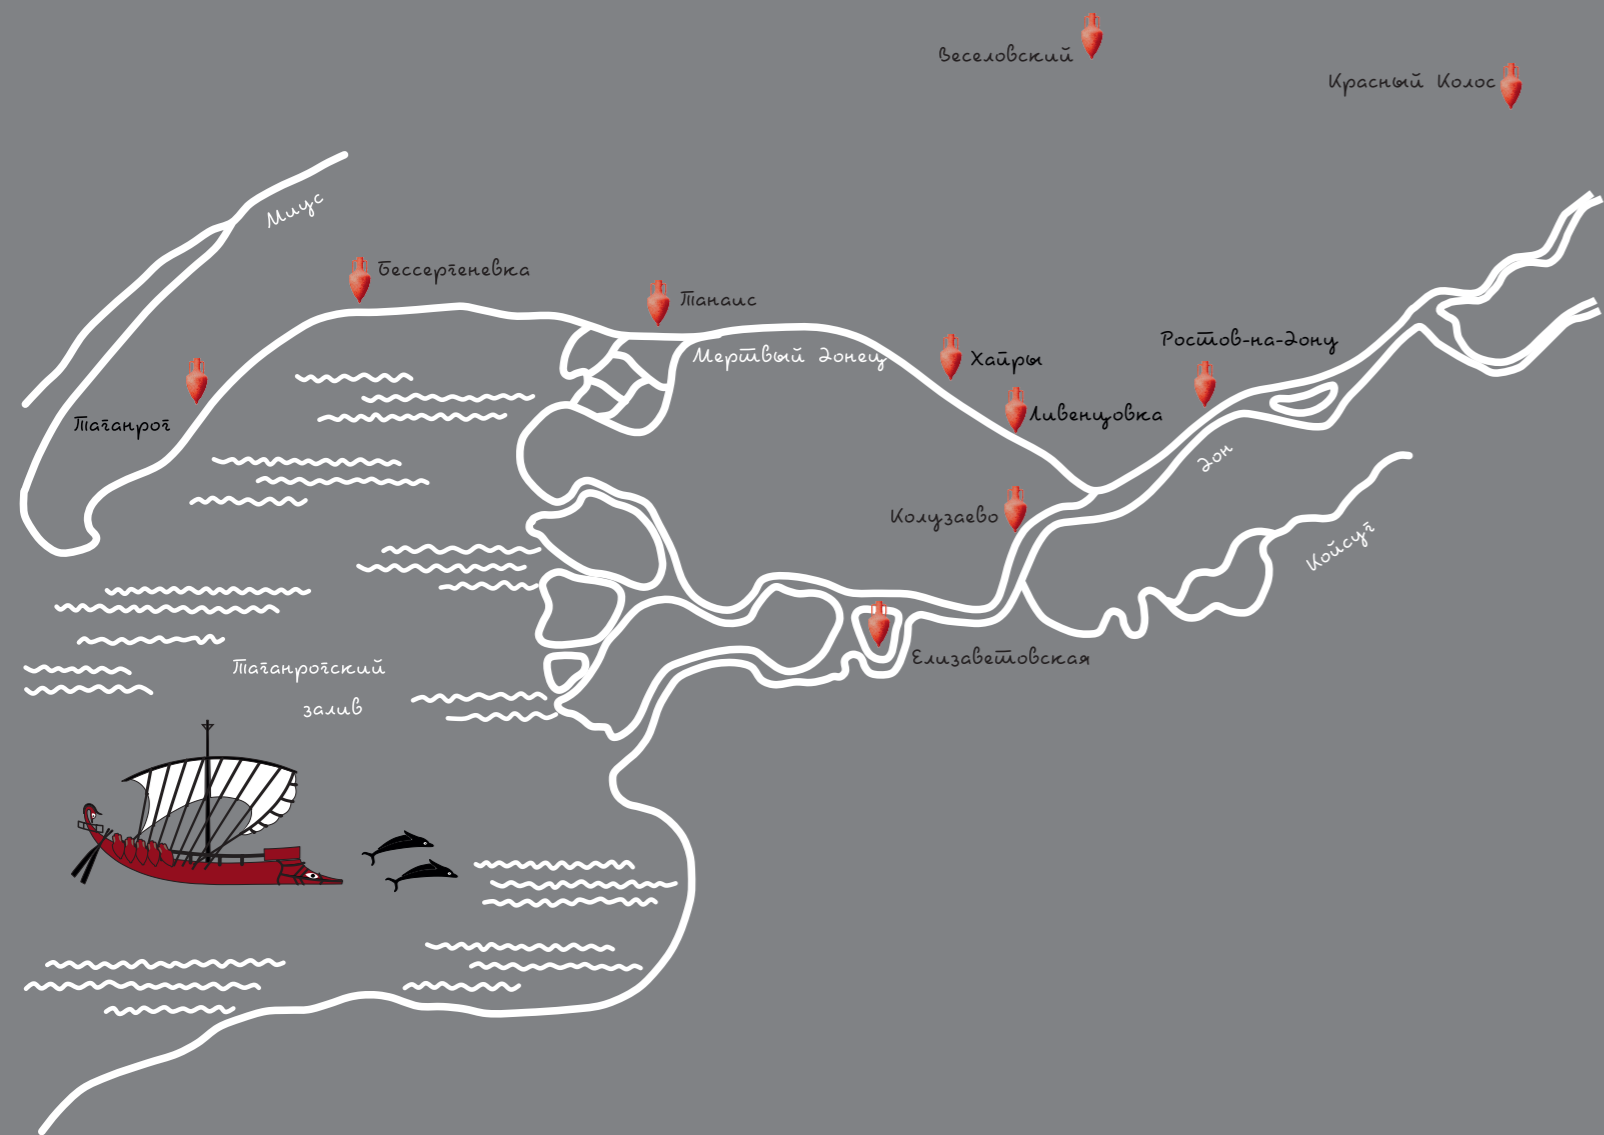 Веселовский
Красный Колос
Миус
Бессергеневка
Танаис
Ростов-на-Дону
Мертвый Донец
Хапры
Ливенцовка
Таганрог
Дон
Колузаево
Койсуг
Елизаветовская
Таганрогский
залив